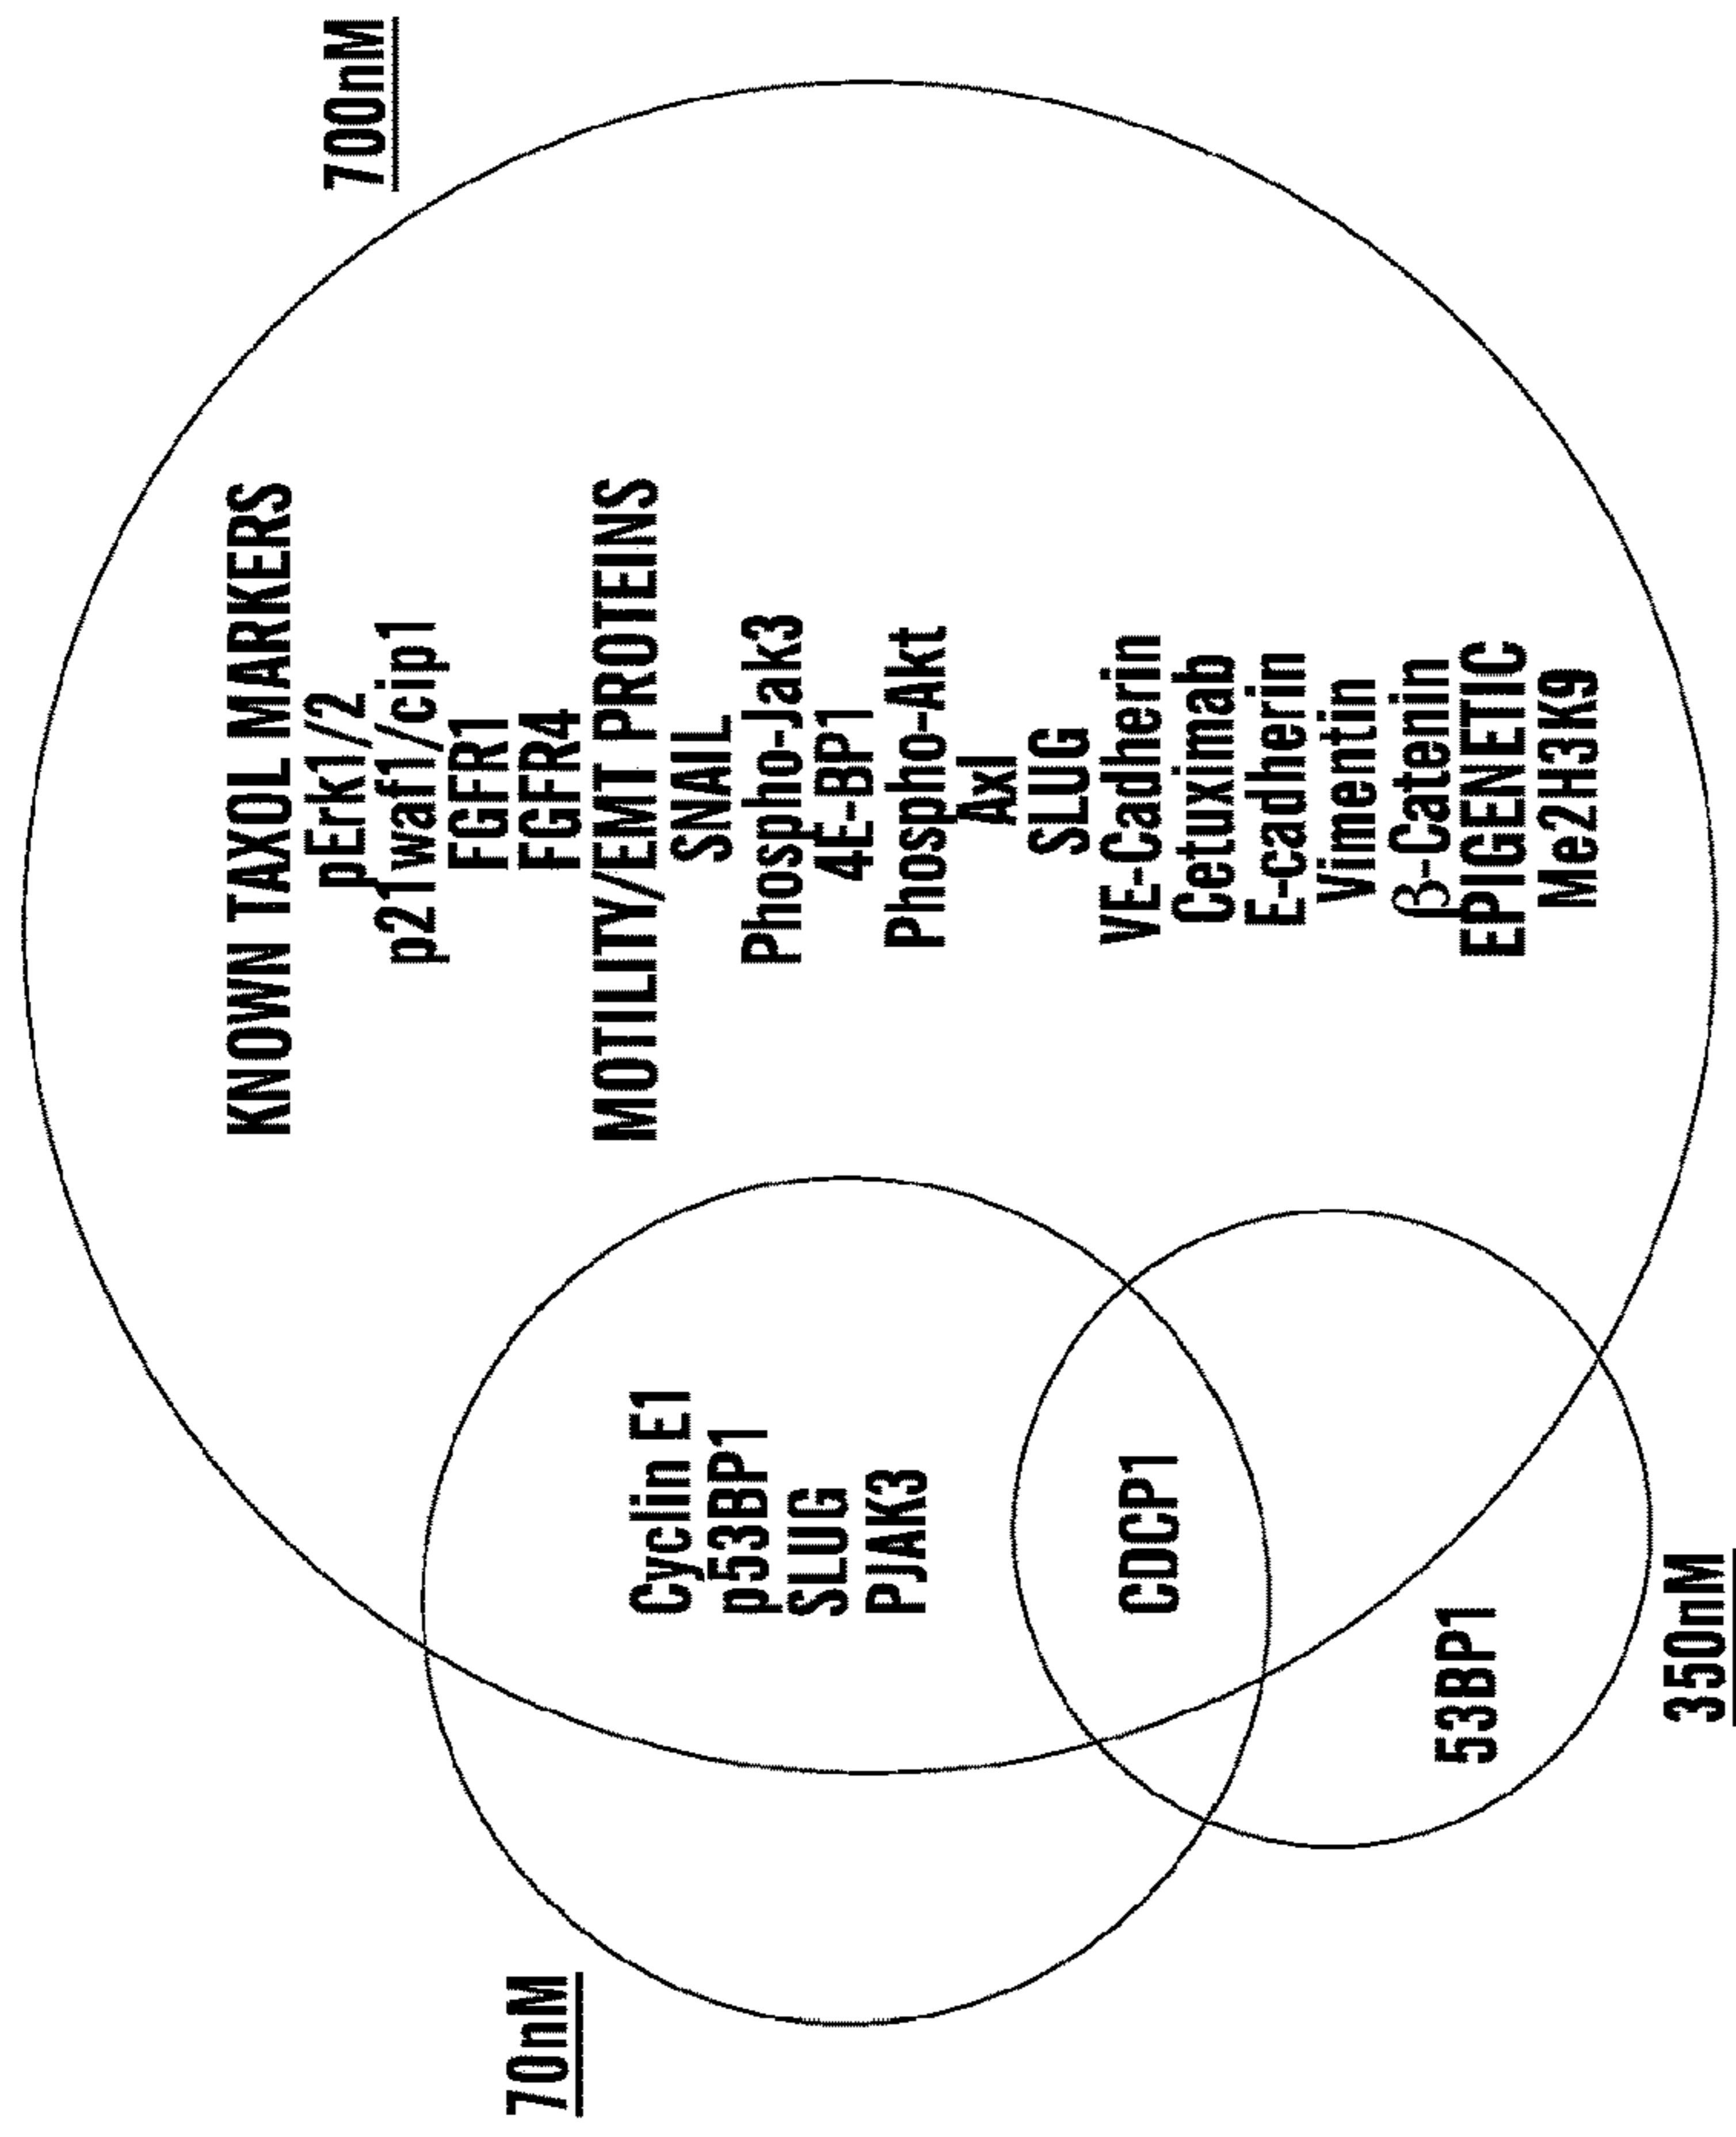 70nM
700nM
Cyclin E1
p53BP1
SLUG
PJAK3
CDCP1
53BP1
350nM
KNOWN TAXOL MARKERS
pErk1/2
p21waf1/cip1
FGFR1
FGFR4
MOTILITY/EMT PROTEINS
SNAIL
Phospho-Jak3
4E-BP1
Phospho-Akt
Axl
SLUG
VE-Cadherin
Cetuximab
E-cadherin
Vimentin
β-Catenin
EPIGENETIC
Me2H3K9